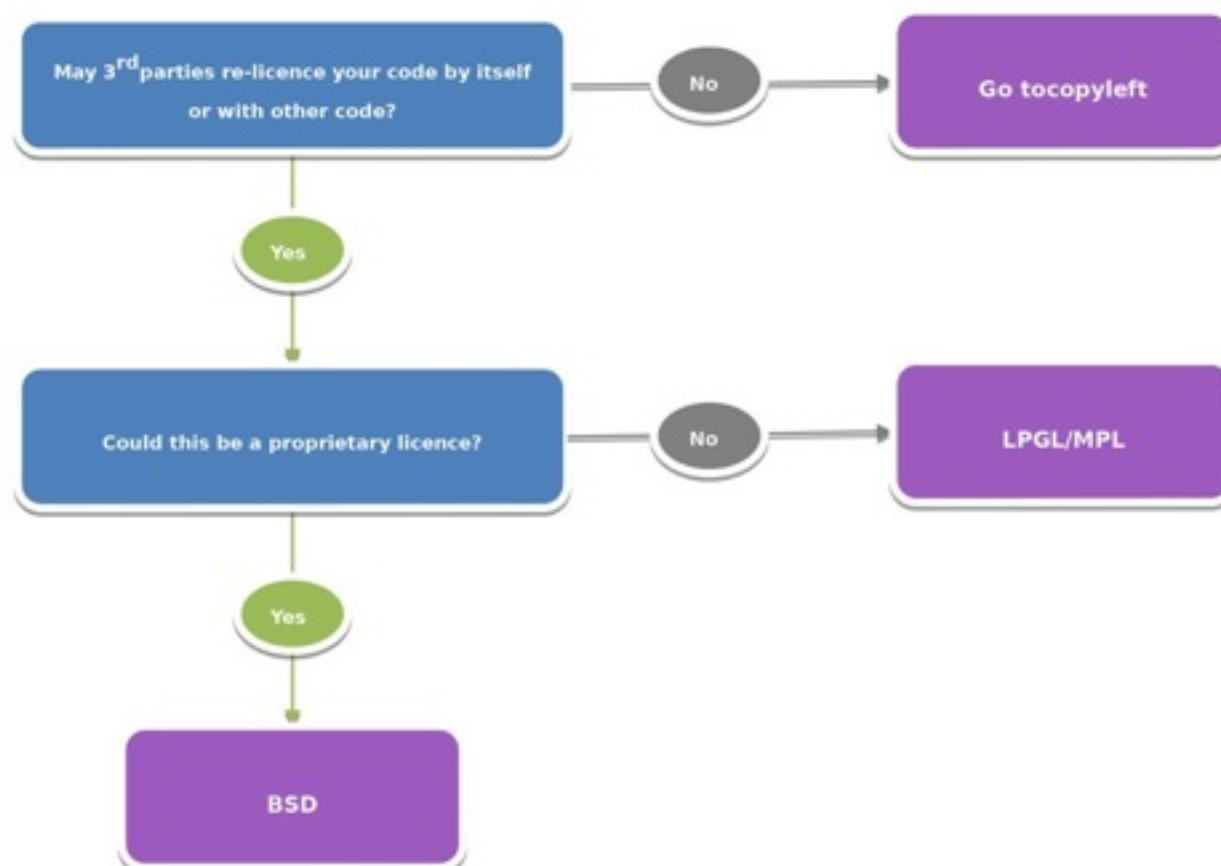 May 3rd parties re-licence your code by itself
or with other code?
No
Go tocopyleft
Yes
Could this be a proprietary licence?
No
LPGL/MPL
Yes
BSD